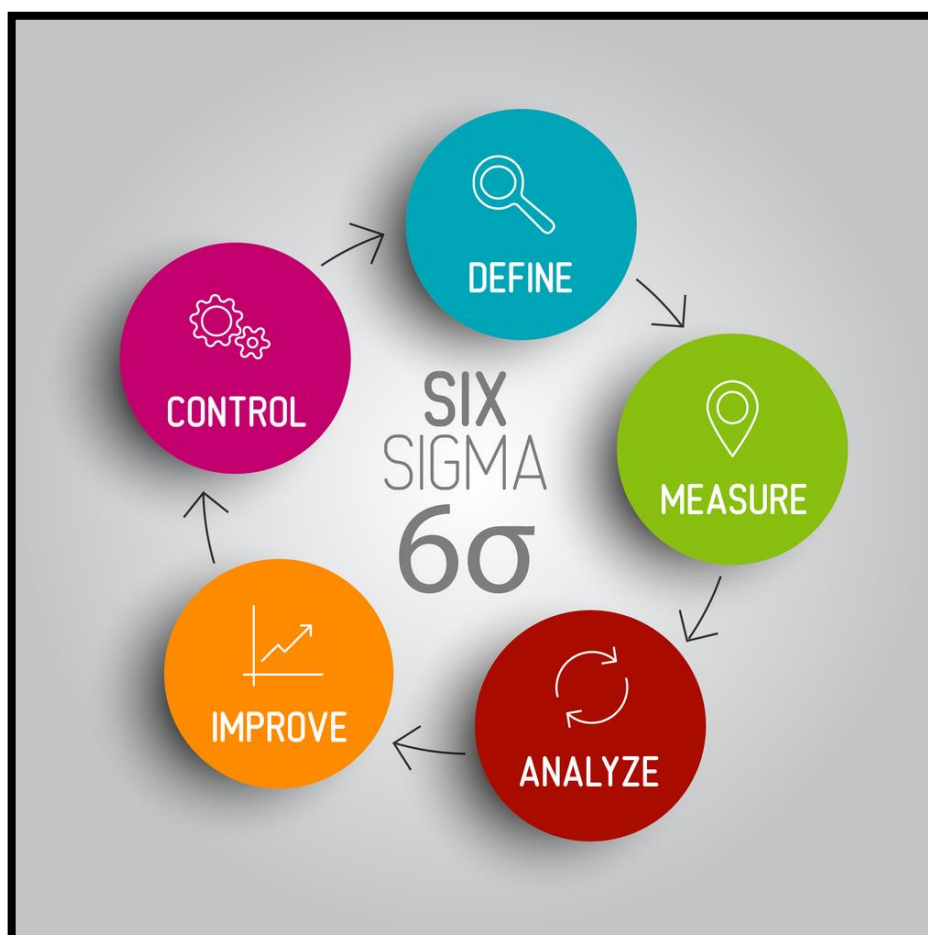 DEFINE
CONTROL
SIX
SIGMA
6σ
MEASURE
IMPROVE
ANALYZE